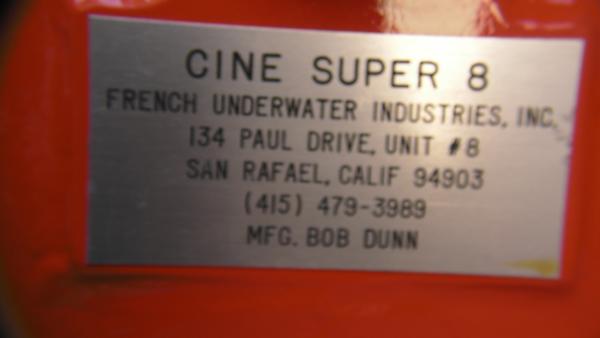 CINE SUPER 8
FRENCH UNDERWATER INDUSTRIES, INC.
134 PAUL DRIVE, UNIT #8
SAN RAFAEL, CALIF 94903
(415) 479-3989
MFG. BOB DUNN